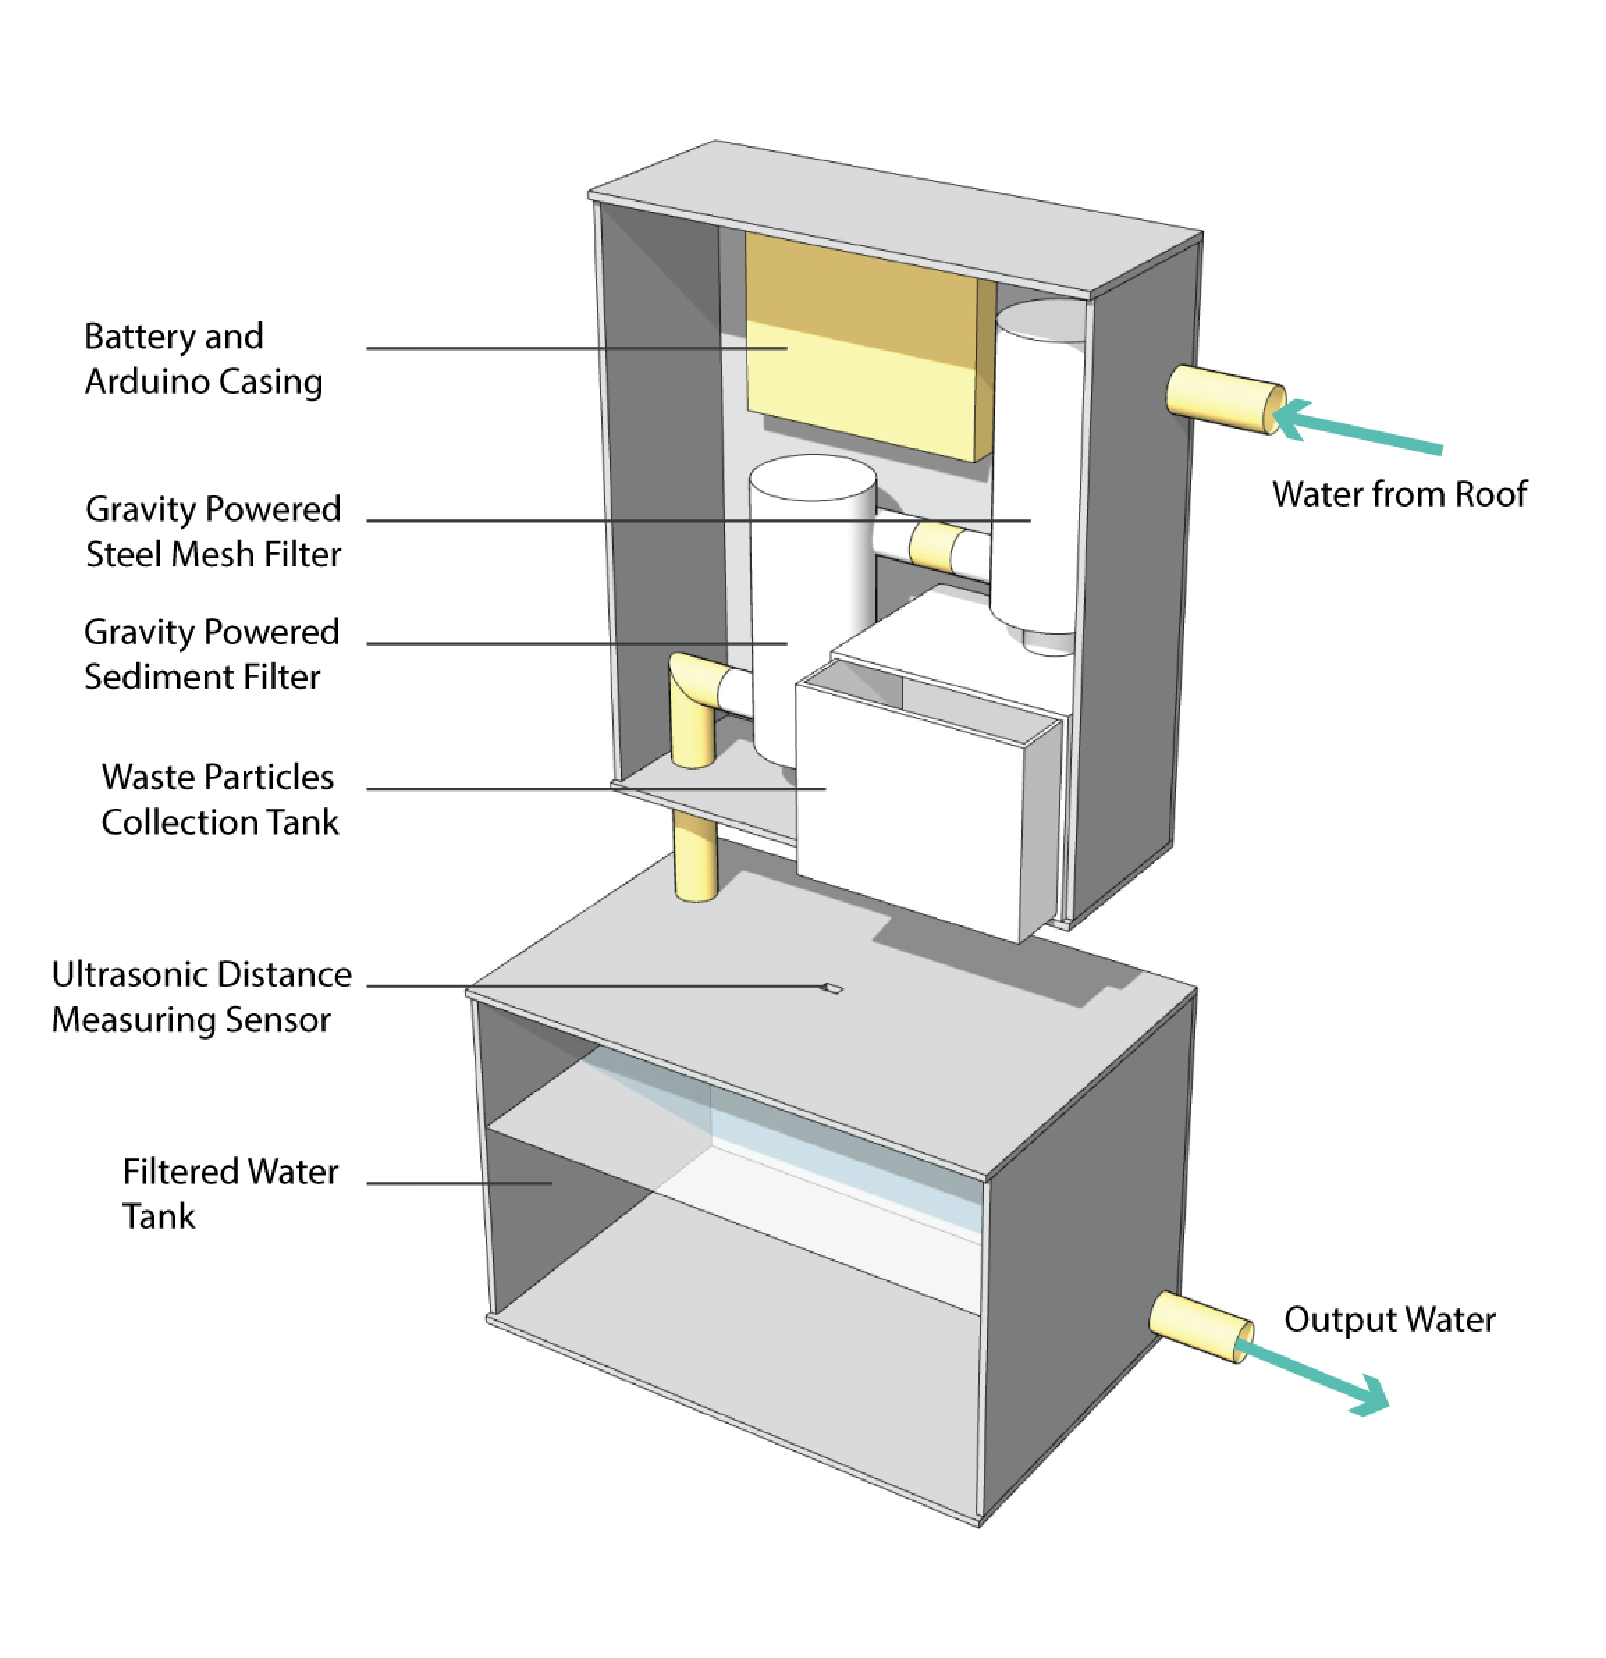 Battery and
Arduino Casing
Gravity Powered
Steel Mesh Filter
Gravity Powered
Sediment Filter
Waste Particles
Collection Tank
Ultrasonic Distance
Measuring Sensor
Filtered Water
Tank
Water from Roof
Output Water